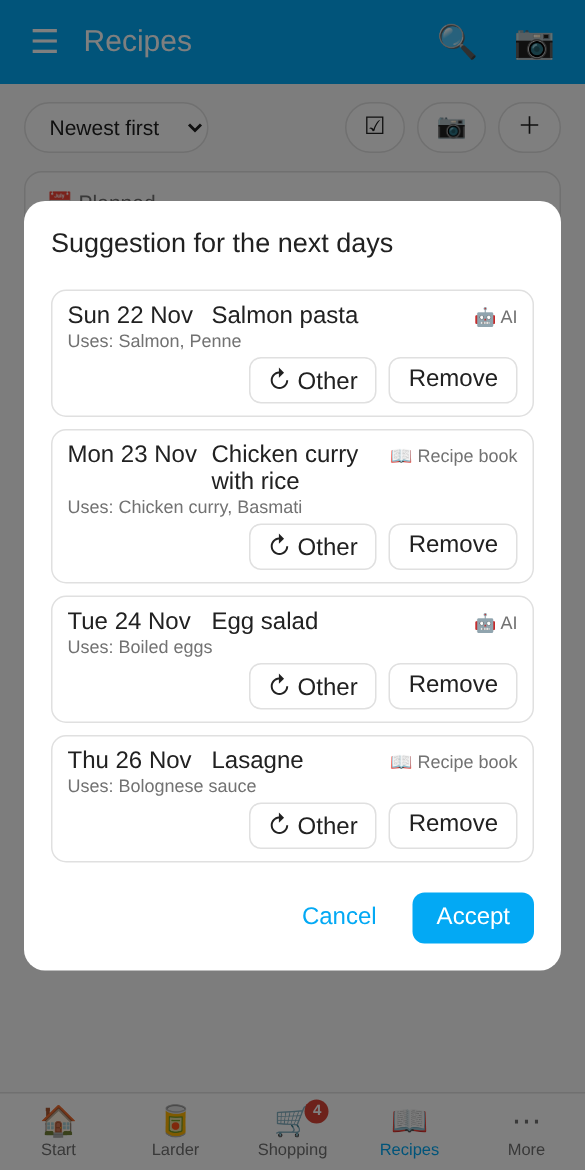 Recipes
Newest first
Planned
Suggestion for the next days
Sun 22 Nov Salmon pasta AI
Uses: Salmon, Penne
Other Remove
Mon 23 Nov Chicken curry Recipe book
with rice
Uses: Chicken curry, Basmati
Other Remove
Tue 24 Nov Egg salad AI
Uses: Boiled eggs
Other Remove
Thu 26 Nov Lasagne Recipe book
Uses: Bolognese sauce
Other Remove
Cancel Accept
4
Start Larder Shopping Recipes More